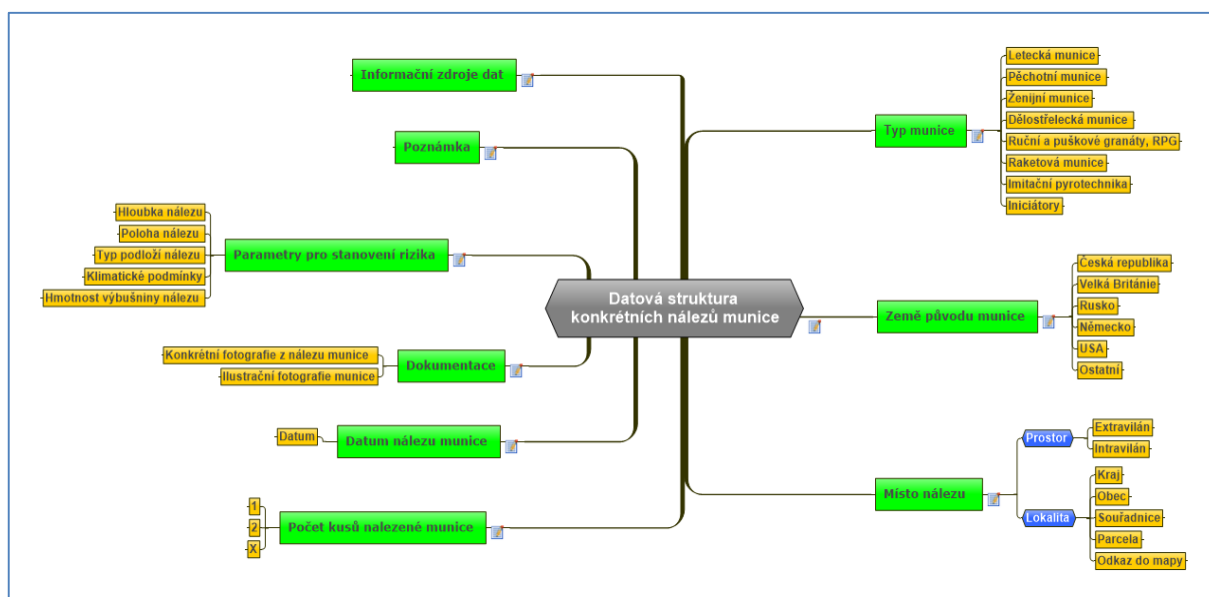 Datová struktura
konkrétních nálezů munice
Informační zdroje dat
Poznámka
Parametry pro stanovení rizika
Hloubka nálezu
Poloha nálezu
Typ podloží nálezu
Klimatické podmínky
Hmotnost výbušniny nálezu
Dokumentace
Konkrétní fotografie z nálezu munice
Ilustrační fotografie munice
Datum nálezu munice
Datum
Počet kusů nalezené munice
1
2
X
Typ munice
Letecká munice
Pěchotní munice
Ženijní munice
Dělostřelecká munice
Ruční a puškové granáty, RPG
Raketová munice
Imitační pyrotechnika
Iniciátory
Země původu munice
Česká republika
Velká Británie
Rusko
Německo
USA
Ostatní
Místo nálezu
Prostor
Extravilán
Intravilán
Lokalita
Kraj
Obec
Souřadnice
Parcela
Odkaz do mapy